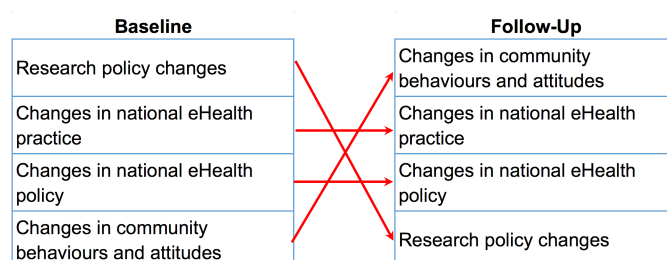 Baseline
Research policy changes
Changes in national eHealth
practice
Changes in national eHealth
policy
Changes in community
behaviours and attitudes
Follow-Up
Changes in community
behaviours and attitudes
Changes in national eHealth
practice
Changes in national eHealth
policy
Research policy changes